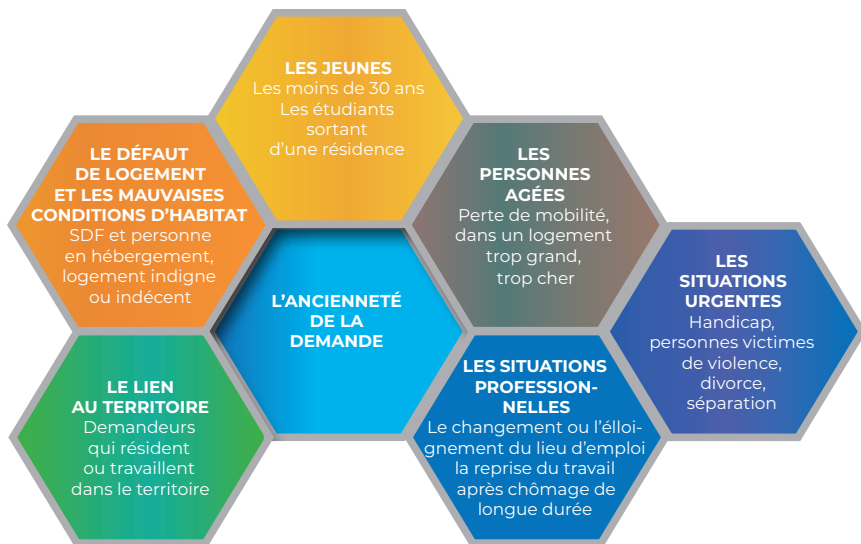 LES JEUNES
Les moins de 30 ans
Les étudiants
sortant
d'une résidence
LE DÉFAUT
DE LOGEMENT
ET LES MAUVAISES
CONDITIONS D'HABITAT
SDF et personne
en hébergement,
logement indigne
ou indécent
LES
PERSONNES
AGÉES
Perte de mobilité,
dans un logement
trop grand,
trop cher
L'ANCIENNETÉ
DE LA
DEMANDE
LES
SITUATIONS
URGENTES
Handicap,
personnes victimes
de violence,
divorce,
séparation
LE LIEN
AU TERRITOIRE
Demandeurs
qui résident
ou travaillent
dans le territoire
LES SITUATIONS
PROFESSION-
NELLES
Le changement ou l'élloi-
gnement du lieu d'emploi
la reprise du travail
après chômage de
longue durée